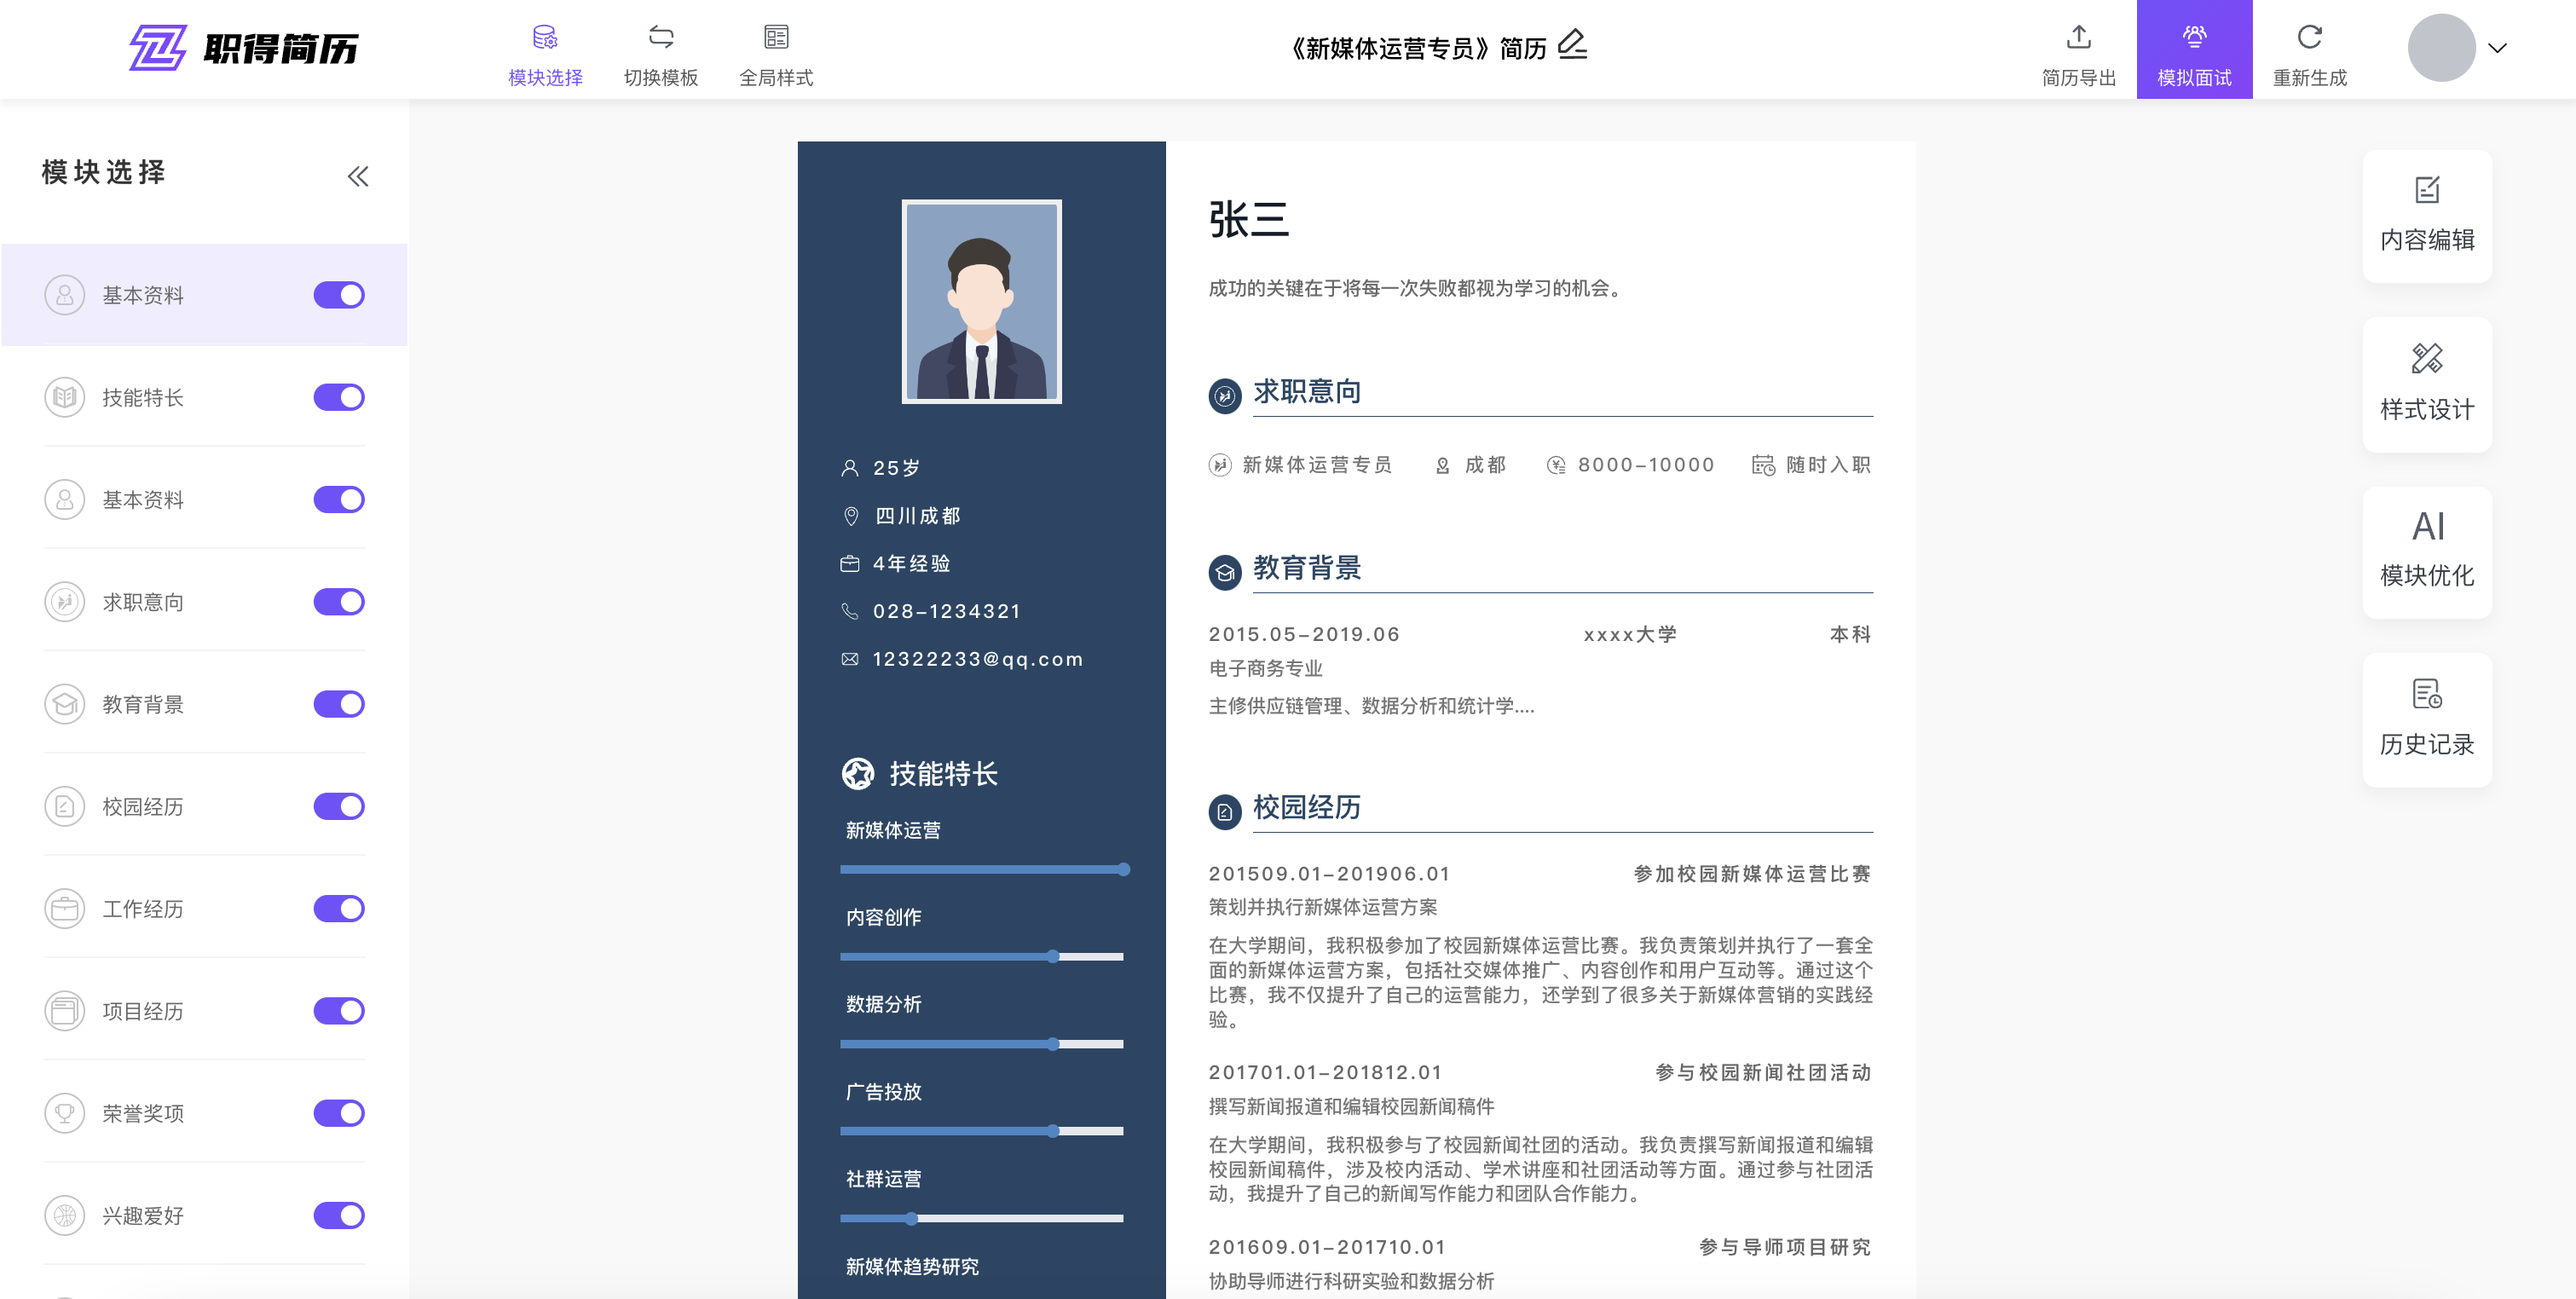 职得简历
模块选择
切换模板
全局样式
《新媒体运营专员》简历
简历导出
模拟面试
重新生成
模块选择
基本资料
技能特长
基本资料
求职意向
教育背景
校园经历
工作经历
项目经历
荣誉奖项
兴趣爱好
25岁
四川成都
4年经验
028-1234321
12322233@qq.com
技能特长
新媒体运营
内容创作
数据分析
广告投放
社群运营
新媒体趋势研究
张三
成功的关键在于将每一次失败都视为学习的机会。
求职意向
新媒体运营专员 成都 8000-10000 随时入职
教育背景
2015.05-2019.06 xxxx大学 本科
电子商务专业
主修供应链管理、数据分析和统计学....
校园经历
201509.01-201906.01 参加校园新媒体运营比赛
策划并执行新媒体运营方案
在大学期间，我积极参加了校园新媒体运营比赛。我负责策划并执行了一套全
面的新媒体运营方案，包括社交媒体推广、内容创作和用户互动等。通过这个
比赛，我不仅提升了自己的运营能力，还学到了很多关于新媒体营销的实践经
验。
201701.01-201812.01 参与校园新闻社团活动
撰写新闻报道和编辑校园新闻稿件
在大学期间，我积极参与了校园新闻社团的活动。我负责撰写新闻报道和编辑
校园新闻稿件，涉及校内活动、学术讲座和社团活动等方面。通过参与社团活
动，我提升了自己的新闻写作能力和团队合作能力。
201609.01-201710.01 参与导师项目研究
协助导师进行科研实验和数据分析
内容编辑
样式设计
AI
模块优化
历史记录